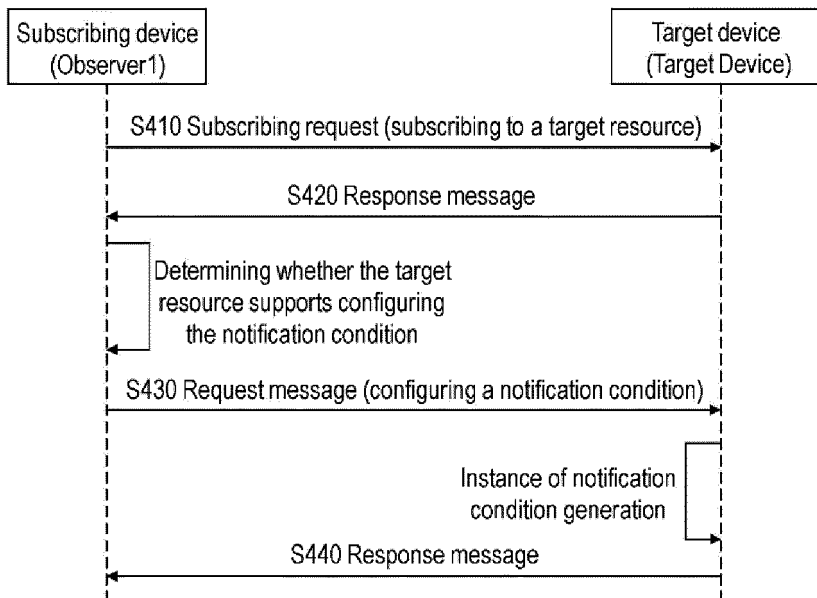 Subscribing device
(Observer1)
Target device
(Target Device)
S410 Subscribing request (subscribing to a target resource)
S420 Response message
Determining whether the target
resource supports configuring
the notification condition
S430 Request message (configuring a notification condition)
Instance of notification
condition generation
S440 Response message